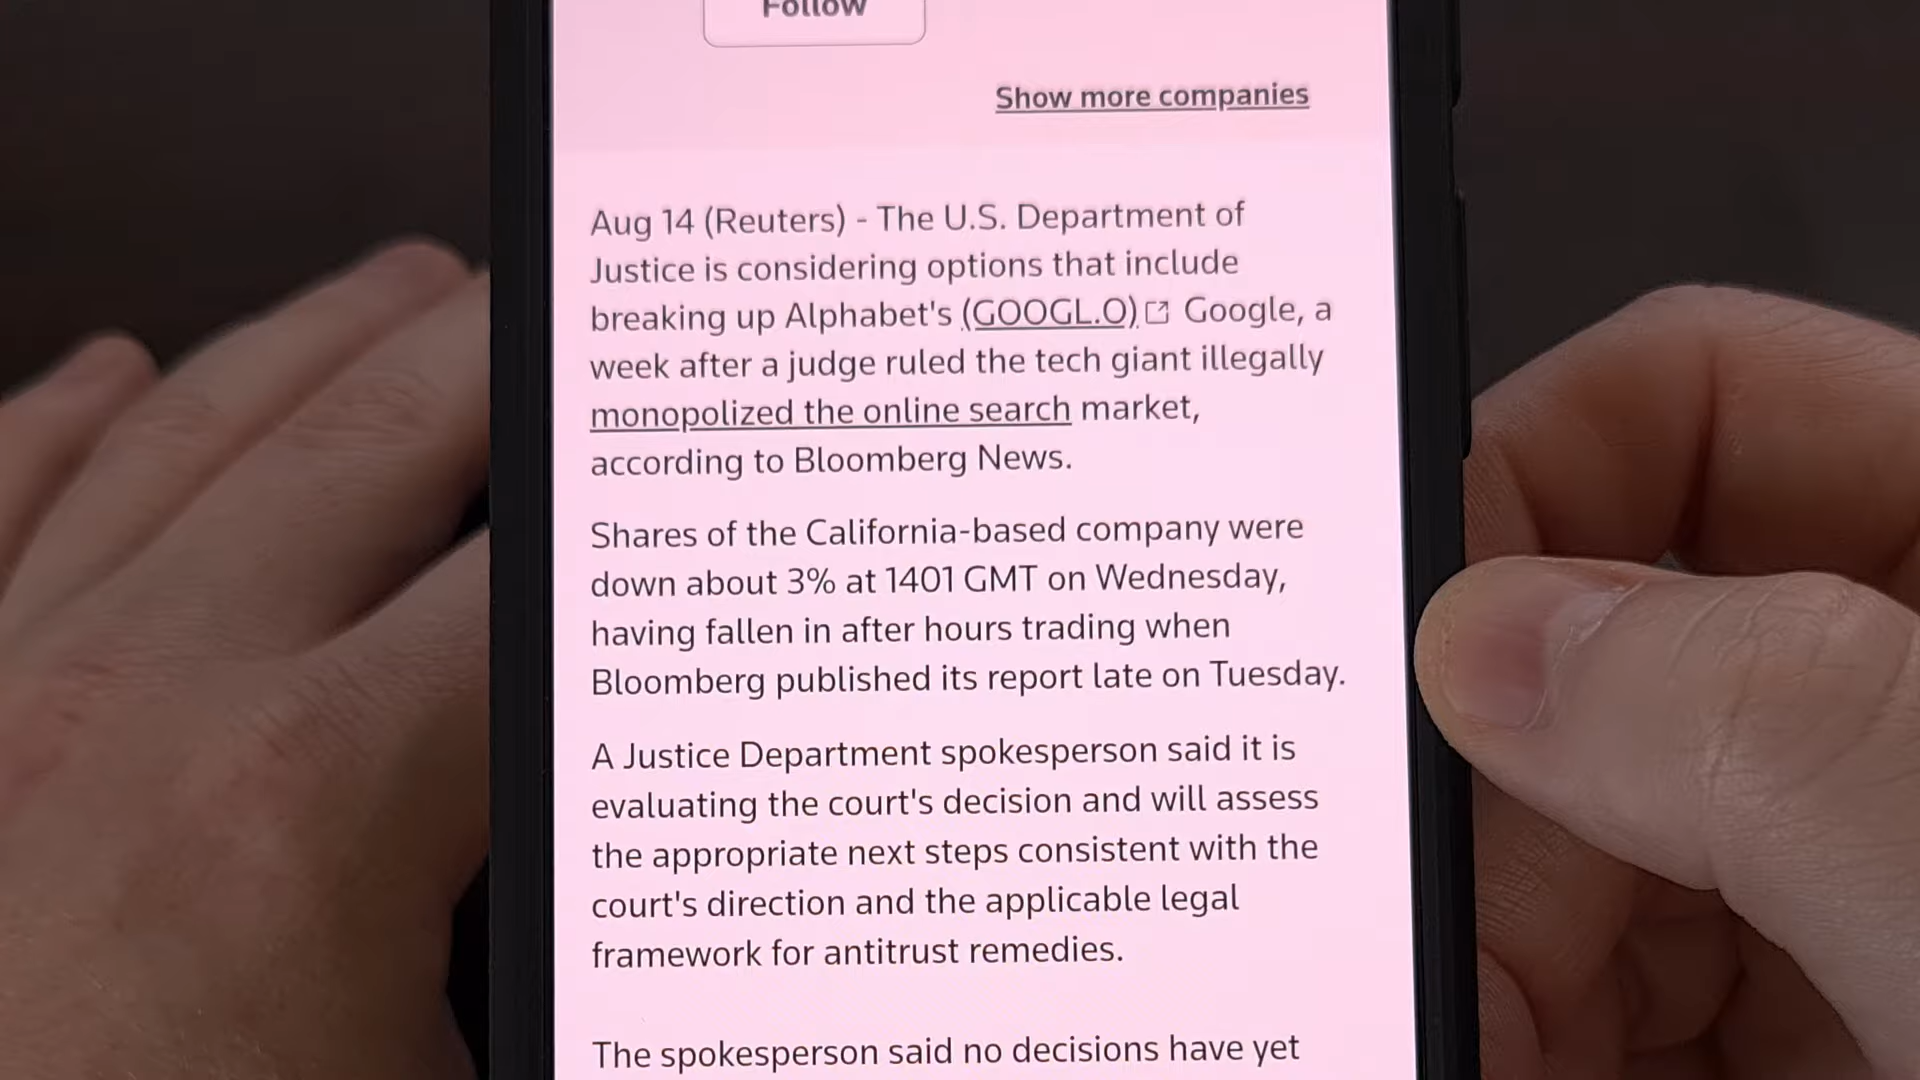 Follow
Show more companies
Aug 14 (Reuters) - The U.S. Department of
Justice is considering options that include
breaking up Alphabet's (GOOGL.O) Google, a
week after a judge ruled the tech giant illegally
monopolized the online search market,
according to Bloomberg News.
Shares of the California-based company were
down about 3% at 1401 GMT on Wednesday,
having fallen in after hours trading when
Bloomberg published its report late on Tuesday.
A Justice Department spokesperson said it is
evaluating the court's decision and will assess
the appropriate next steps consistent with the
court's direction and the applicable legal
framework for antitrust remedies.
The spokesperson said no decisions have yet